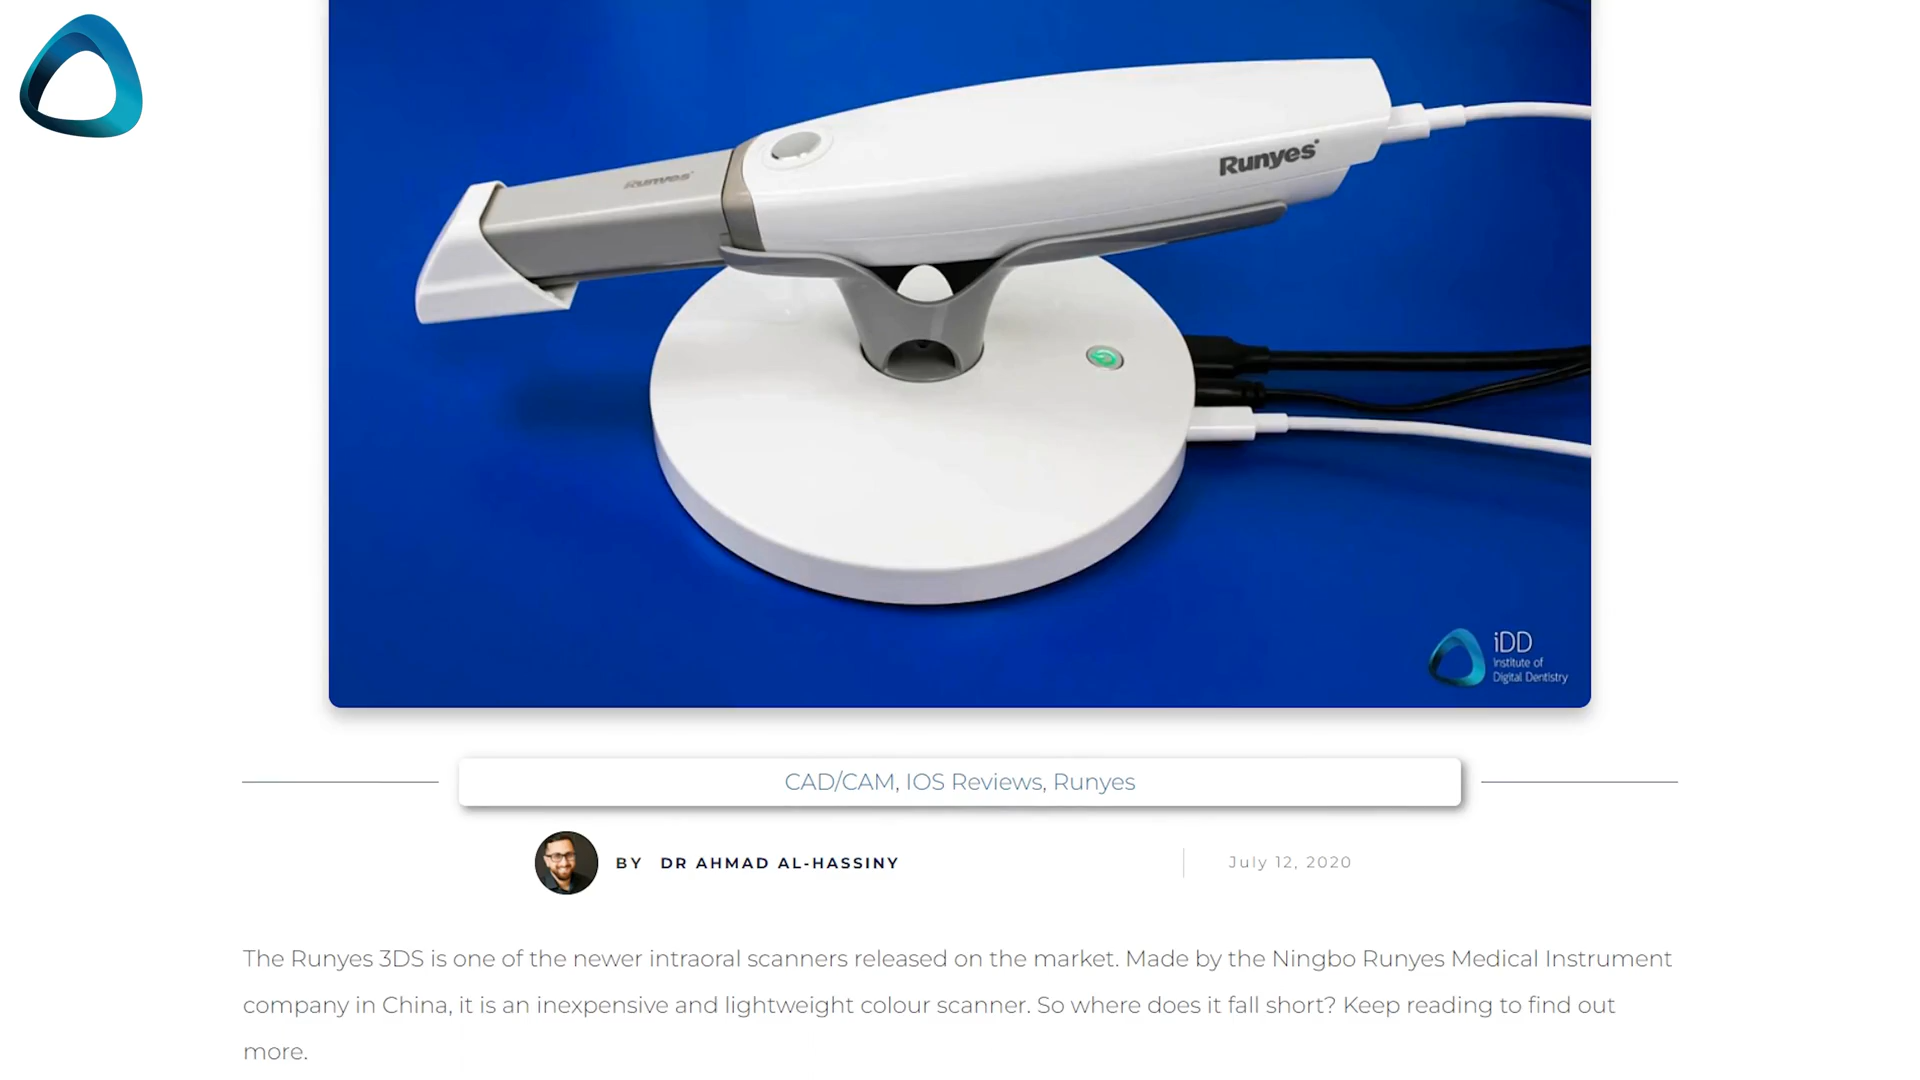 Runyes
Runyes
iDD
Institute of
Digital Dentistry
CAD/CAM, IOS Reviews, Runyes
BY DR AHMAD AL-HASSINY
July 12, 2020
The Runyes 3DS is one of the newer intraoral scanners released on the market. Made by the Ningbo Runyes Medical Instrument
company in China, it is an inexpensive and lightweight colour scanner. So where does it fall short? Keep reading to find out
more.